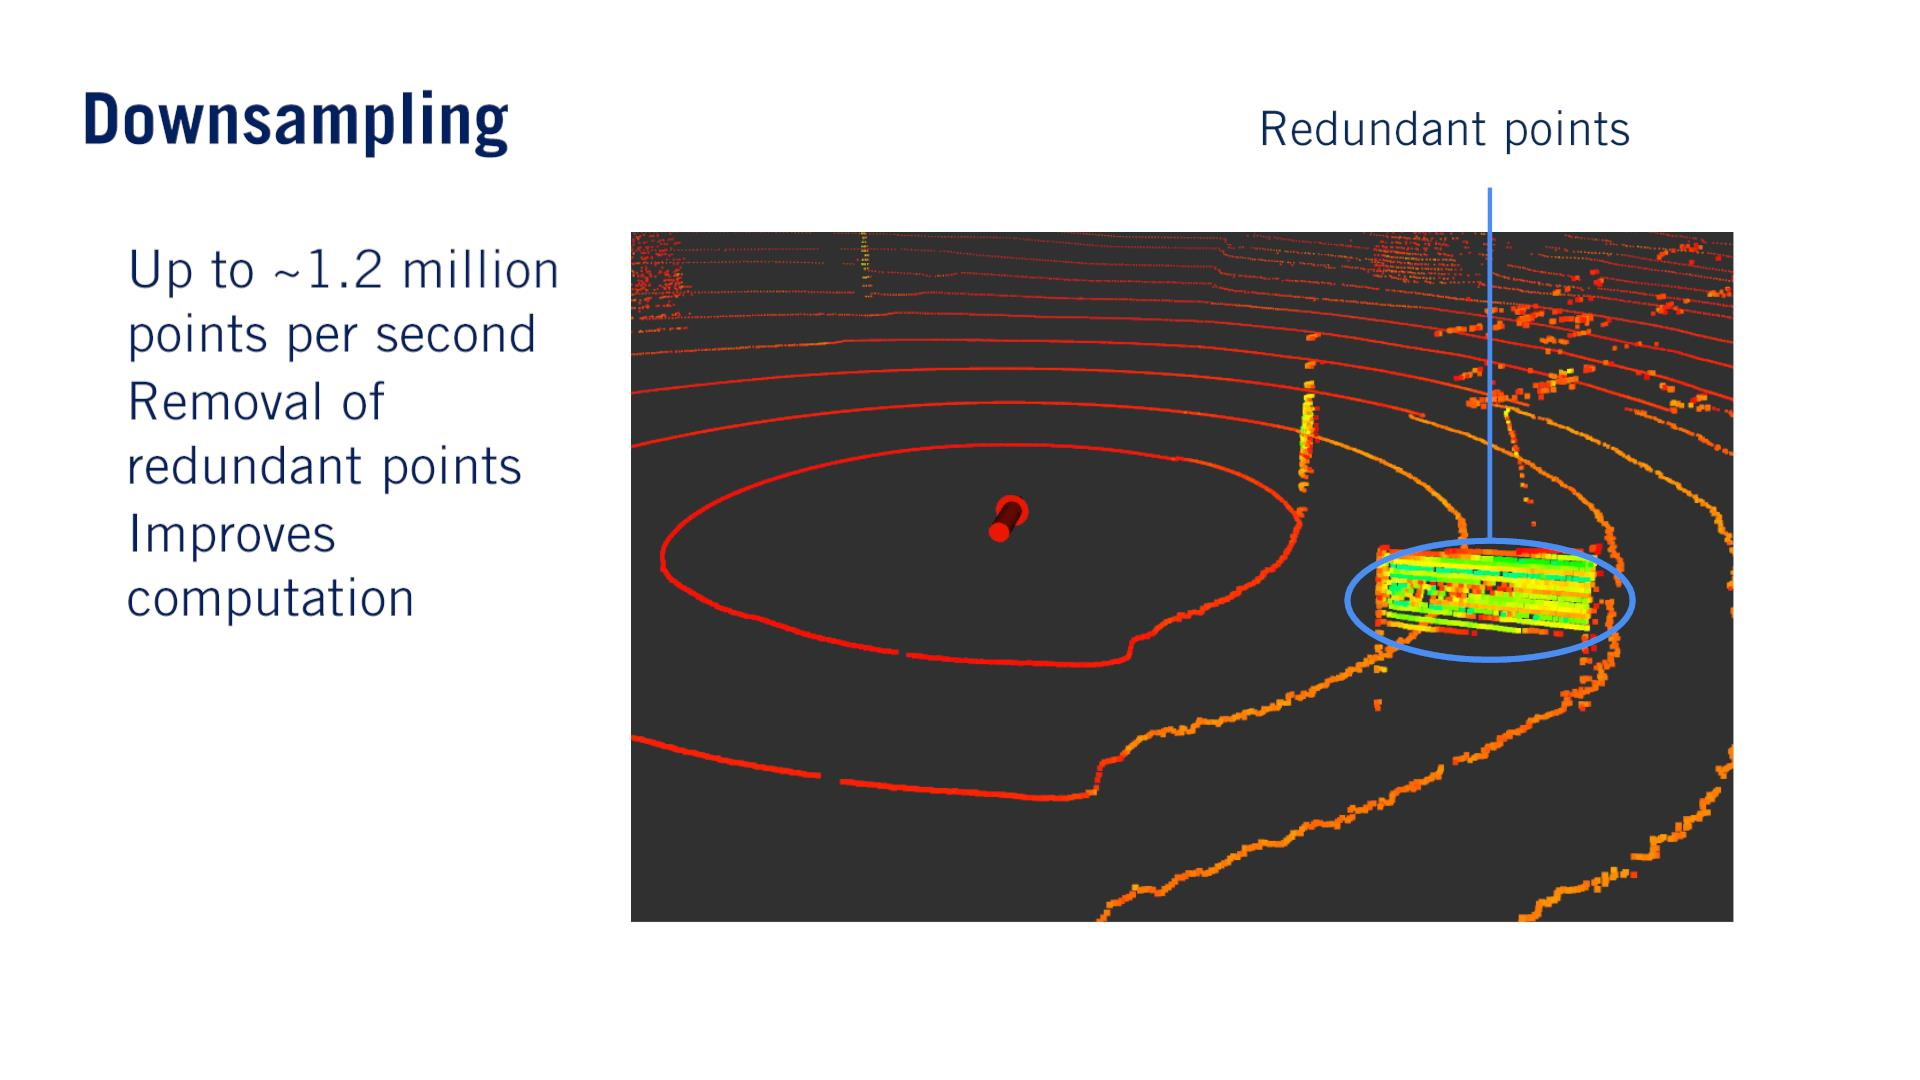 Downsampling
Redundant points
Up to ~1.2 million
points per second
Removal of
redundant points
Improves
computation